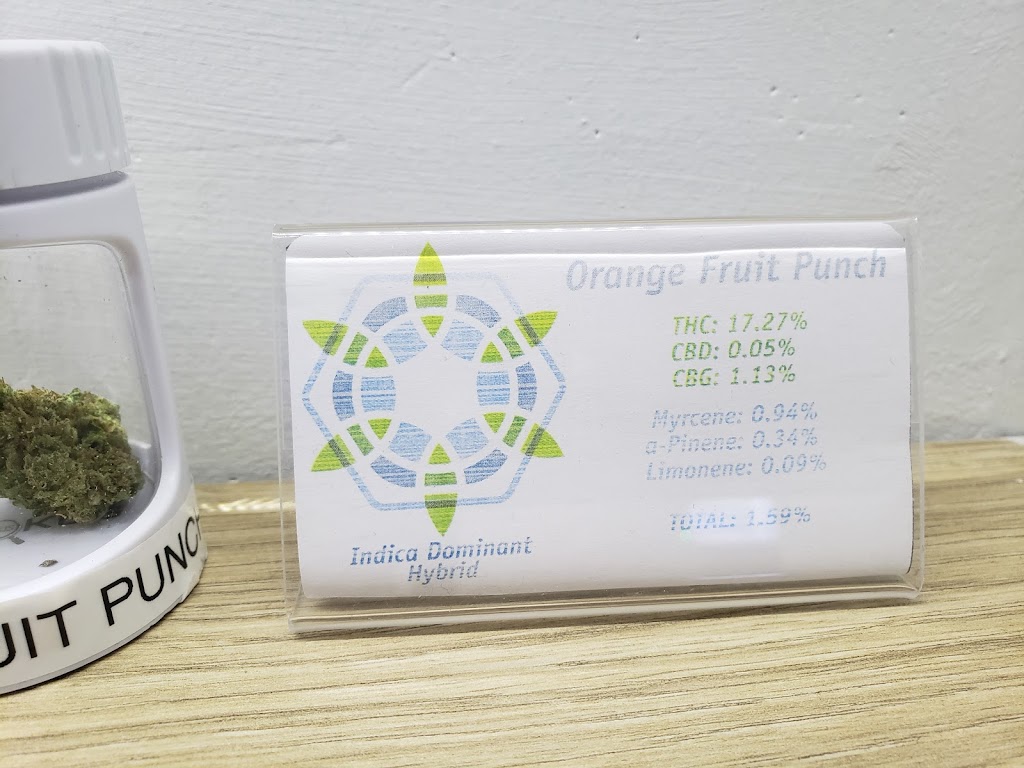 Orange Fruit Punch
THC: 17.27%
CBD: 0.05%
CBG: 1.13%
Myrcene: 0.94%
a-Pinene: 0.34%
Limonene: 0.09%
TOTAL: 1.59%
Indica Dominant
Hybrid
UIT PUNCH